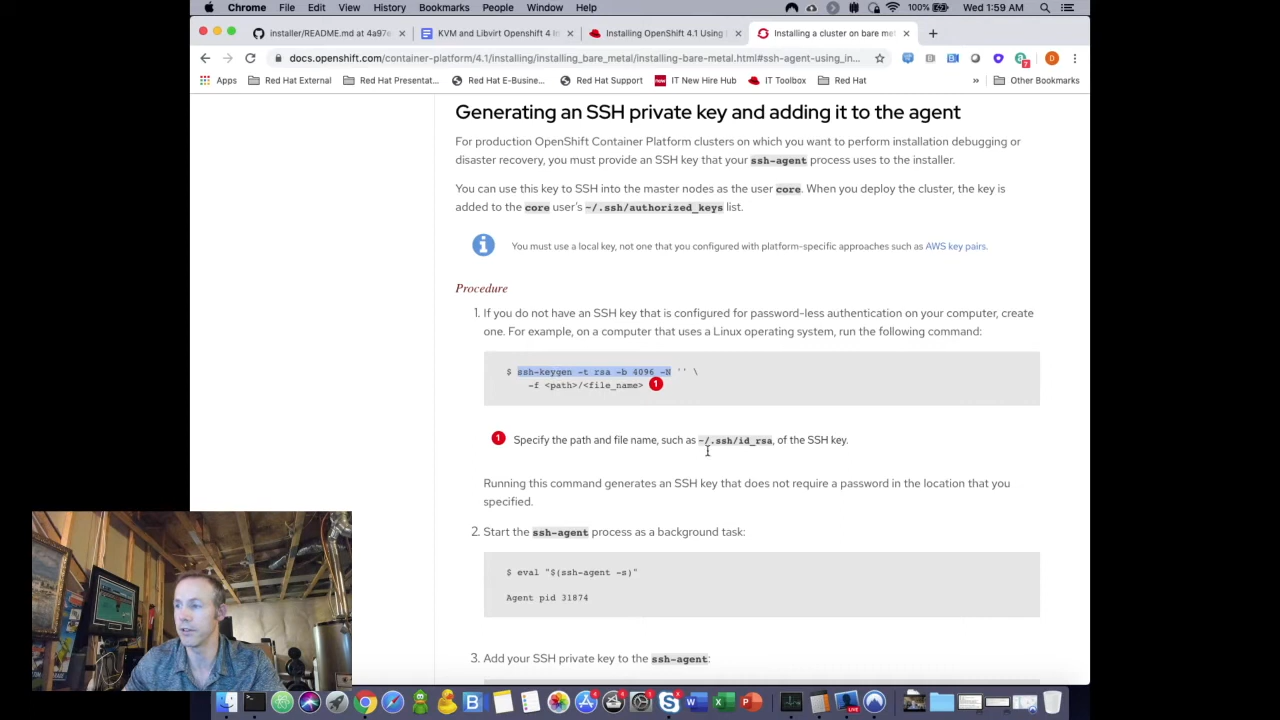 Chrome File Edit View History Bookmarks People Window Help 100% Wed 1:59 AM
installer/README.md at 4a97e KVM and Libvirt OpenShift 4 In Installing OpenShift 4.1 Using Installing a cluster on bare met
docs.openshift.com/container-platform/4.1/installing/installing_bare_metal/installing-bare-metal.html#ssh-agent-using_in...
Apps Red Hat External Red Hat Presentat... Red Hat E-Busine... Red Hat Support IT New Hire Hub IT Toolbox Red Hat » Other Bookmarks
Generating an SSH private key and adding it to the agent
For production OpenShift Container Platform clusters on which you want to perform installation debugging or
disaster recovery, you must provide an SSH key that your ssh-agent process uses to the installer.
You can use this key to SSH into the master nodes as the user core. When you deploy the cluster, the key is
added to the core user's ~/.ssh/authorized_keys list.
You must use a local key, not one that you configured with platform-specific approaches such as AWS key pairs.
Procedure
1. If you do not have an SSH key that is configured for password-less authentication on your computer, create
one. For example, on a computer that uses a Linux operating system, run the following command:
$ ssh-keygen -t rsa -b 4096 -N '' \
-f <path>/<file_name> 1
1 Specify the path and file name, such as ~/.ssh/id_rsa, of the SSH key.
Running this command generates an SSH key that does not require a password in the location that you
specified.
2. Start the ssh-agent process as a background task:
$ eval "$(ssh-agent -s)"
Agent pid 31874
3. Add your SSH private key to the ssh-agent: